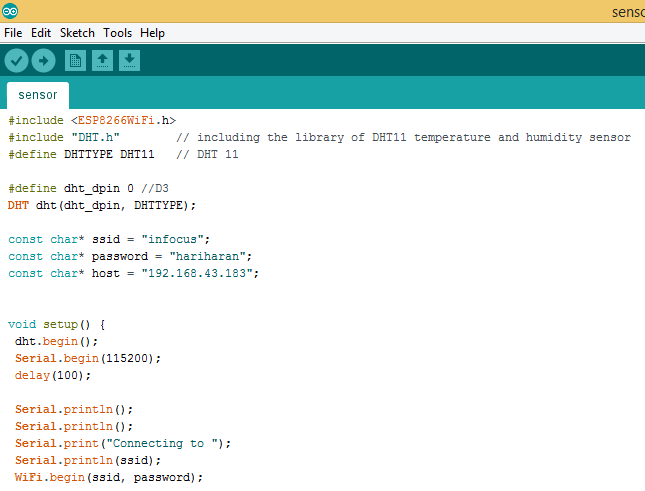 senso
File Edit Sketch Tools Help
sensor
#include <ESP8266WiFi.h>
#include "DHT.h" // including the library of DHT11 temperature and humidity sensor
#define DHTTYPE DHT11 // DHT 11
#define dht_dpin 0 //D3
DHT dht(dht_dpin, DHTTYPE);
const char* ssid = "infocus";
const char* password = "hariharan";
const char* host = "192.168.43.183";
void setup() {
dht.begin();
Serial.begin(115200);
delay(100);
Serial.println();
Serial.println();
Serial.print("Connecting to ");
Serial.println(ssid);
WiFi.begin(ssid, password);